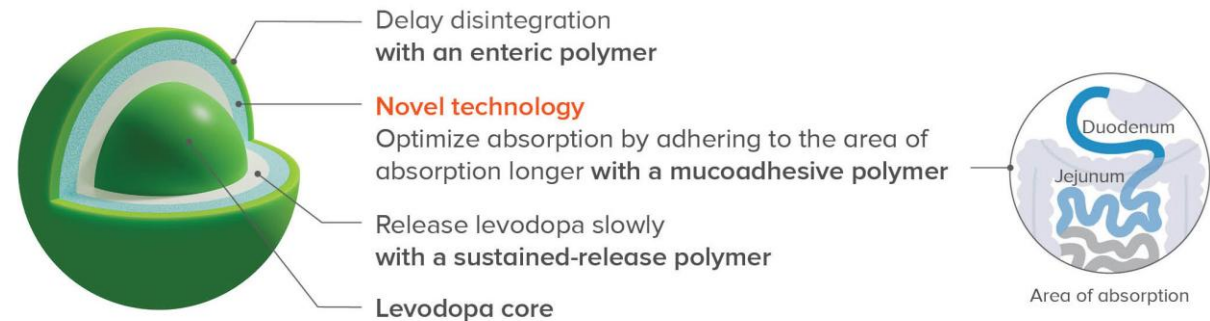 Delay disintegration
with an enteric polymer
Novel technology
Optimize absorption by adhering to the area of
absorption longer with a mucoadhesive polymer
Release levodopa slowly
with a sustained-release polymer
Levodopa core
Duodenum
Jejunum
Area of absorption